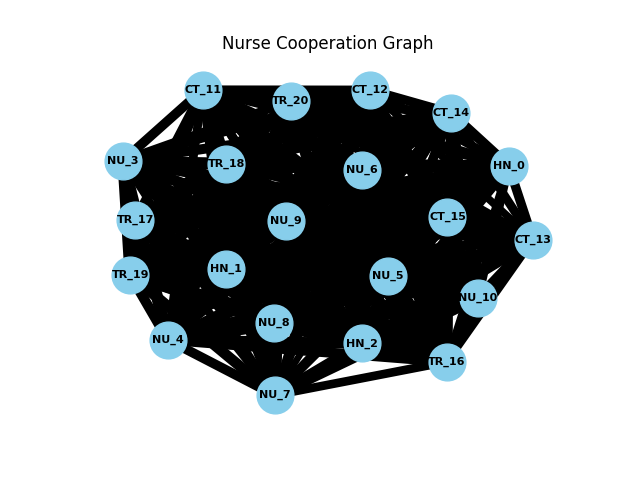 Nurse Cooperation Graph
CT_11
CT_12
TR_20
CT_14
NU_3
TR_18
NU_6
HN_0
TR_17
NU_9
CT_15
CT_13
TR_19
HN_1
NU_5
NU_10
NU_8
NU_4
HN_2
TR_16
NU_7